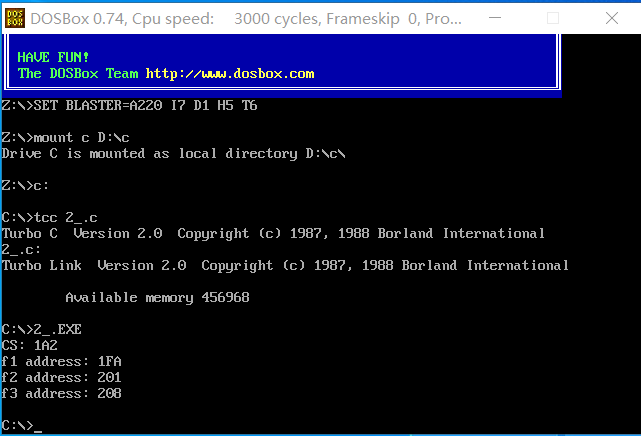 DOSBox 0.74, Cpu speed: 3000 cycles, Frameskip 0, Pro...
HAVE FUN!
The DOSBox Team http://www.dosbox.com
Z:\>SET BLASTER=A220 I7 D1 H5 T6
Z:\>mount c D:\c
Drive C is mounted as local directory D:\c\
Z:\>c:
C:\>tcc 2_.c
Turbo C Version 2.0 Copyright (c) 1987, 1988 Borland International
2_.c:
Turbo Link Version 2.0 Copyright (c) 1987, 1988 Borland International
Available memory 456968
C:\>2_.EXE
CS: 1A2
f1 address: 1FA
f2 address: 201
f3 address: 208
C:\>_